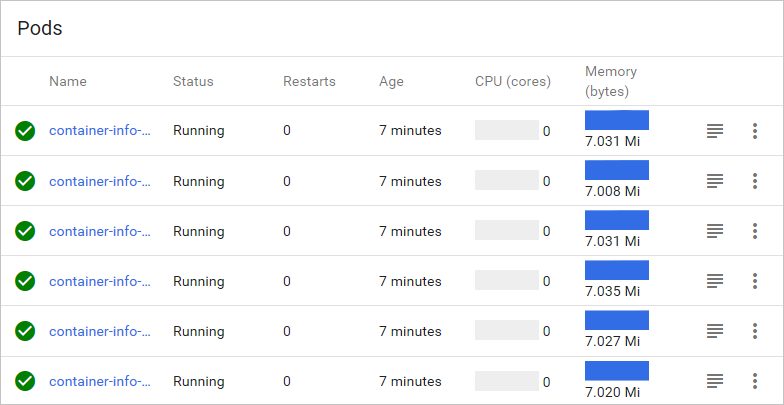 Pods
Name Status Restarts Age CPU (cores) Memory (bytes)
container-info-... Running 0 7 minutes 0 7.031 Mi
container-info-... Running 0 7 minutes 0 7.008 Mi
container-info-... Running 0 7 minutes 0 7.031 Mi
container-info-... Running 0 7 minutes 0 7.035 Mi
container-info-... Running 0 7 minutes 0 7.027 Mi
container-info-... Running 0 7 minutes 0 7.020 Mi